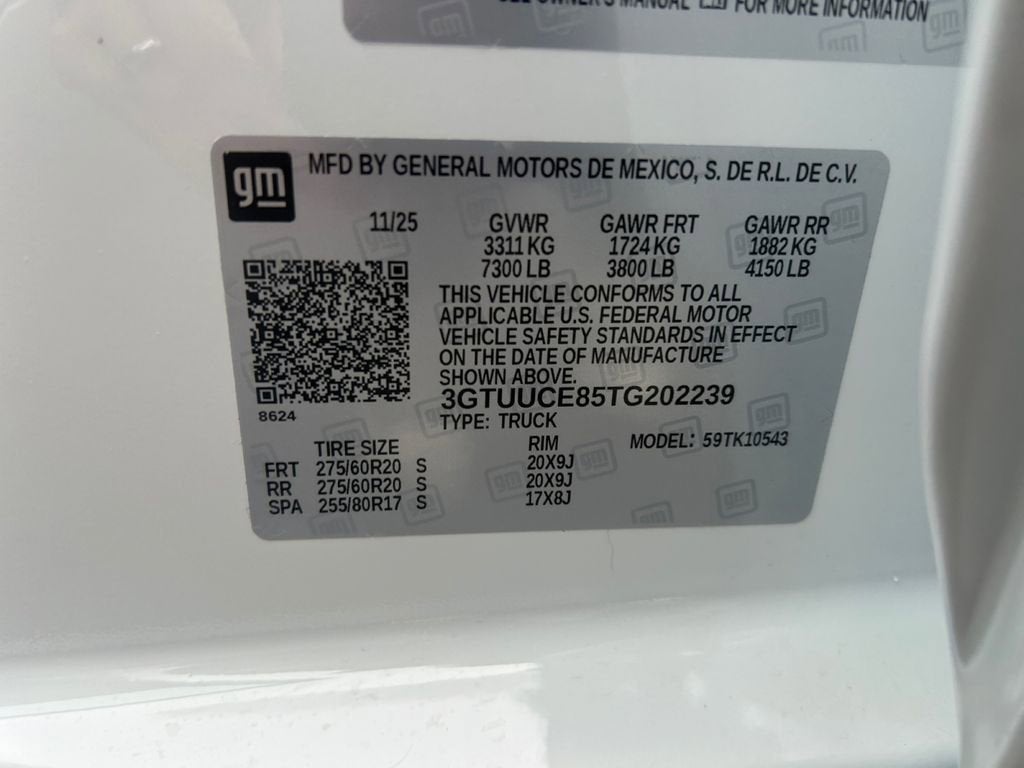 OWNER'S MANUAL FOR MORE INFORMATION
gm
MFD BY GENERAL MOTORS DE MEXICO, S. DE R.L. DE C.V.
11/25 GVWR GAWR FRT GAWR RR
3311 KG 1724 KG 1882 KG
7300 LB 3800 LB 4150 LB
THIS VEHICLE CONFORMS TO ALL
APPLICABLE U.S. FEDERAL MOTOR
VEHICLE SAFETY STANDARDS IN EFFECT
ON THE DATE OF MANUFACTURE
SHOWN ABOVE.
3GTUUCE85TG202239
8624
TYPE: TRUCK
TIRE SIZE RIM MODEL: 59TK10543
FRT 275/60R20 S 20X9J
RR 275/60R20 S 20X9J
SPA 255/80R17 S 17X8J